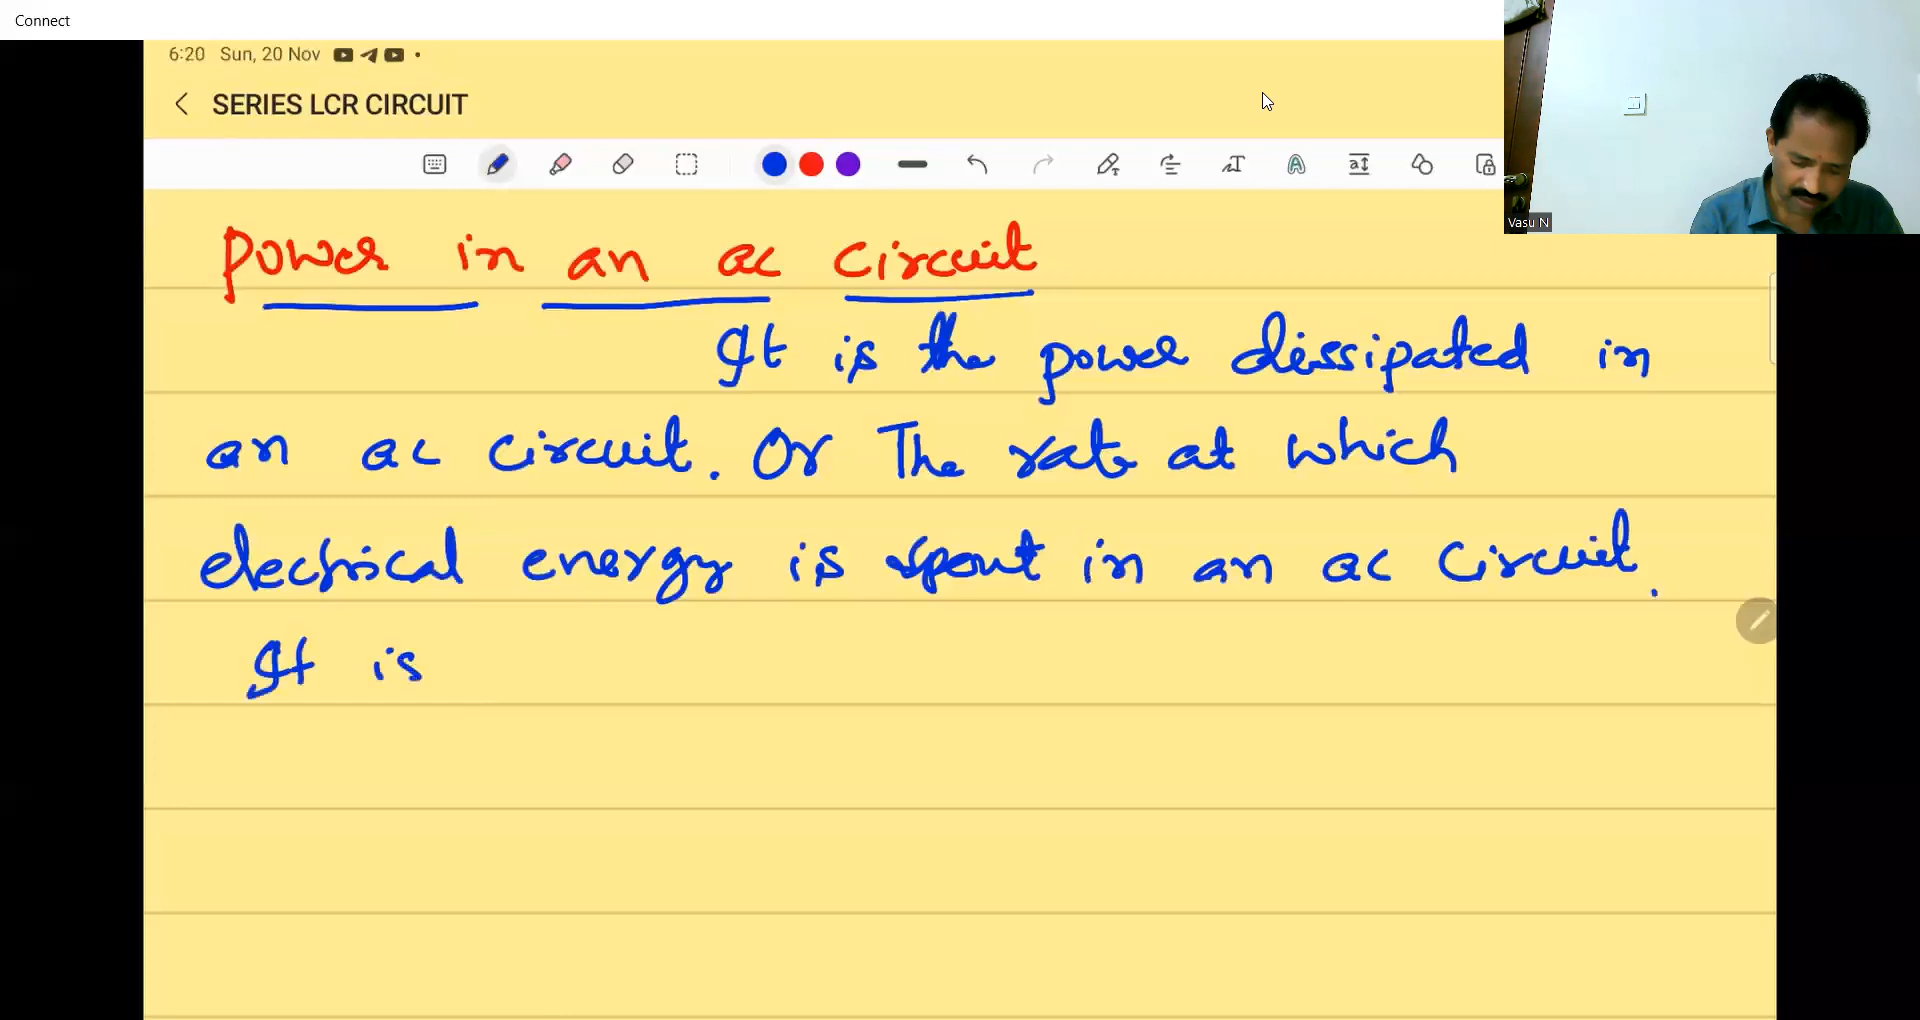 Connect
6:20 Sun, 20 Nov
SERIES LCR CIRCUIT
Vasu N
Power in an ac circuit
It is the power dissipated in
an ac circuit. Or The rate at which
electrical energy is spent in an ac circuit.
It is